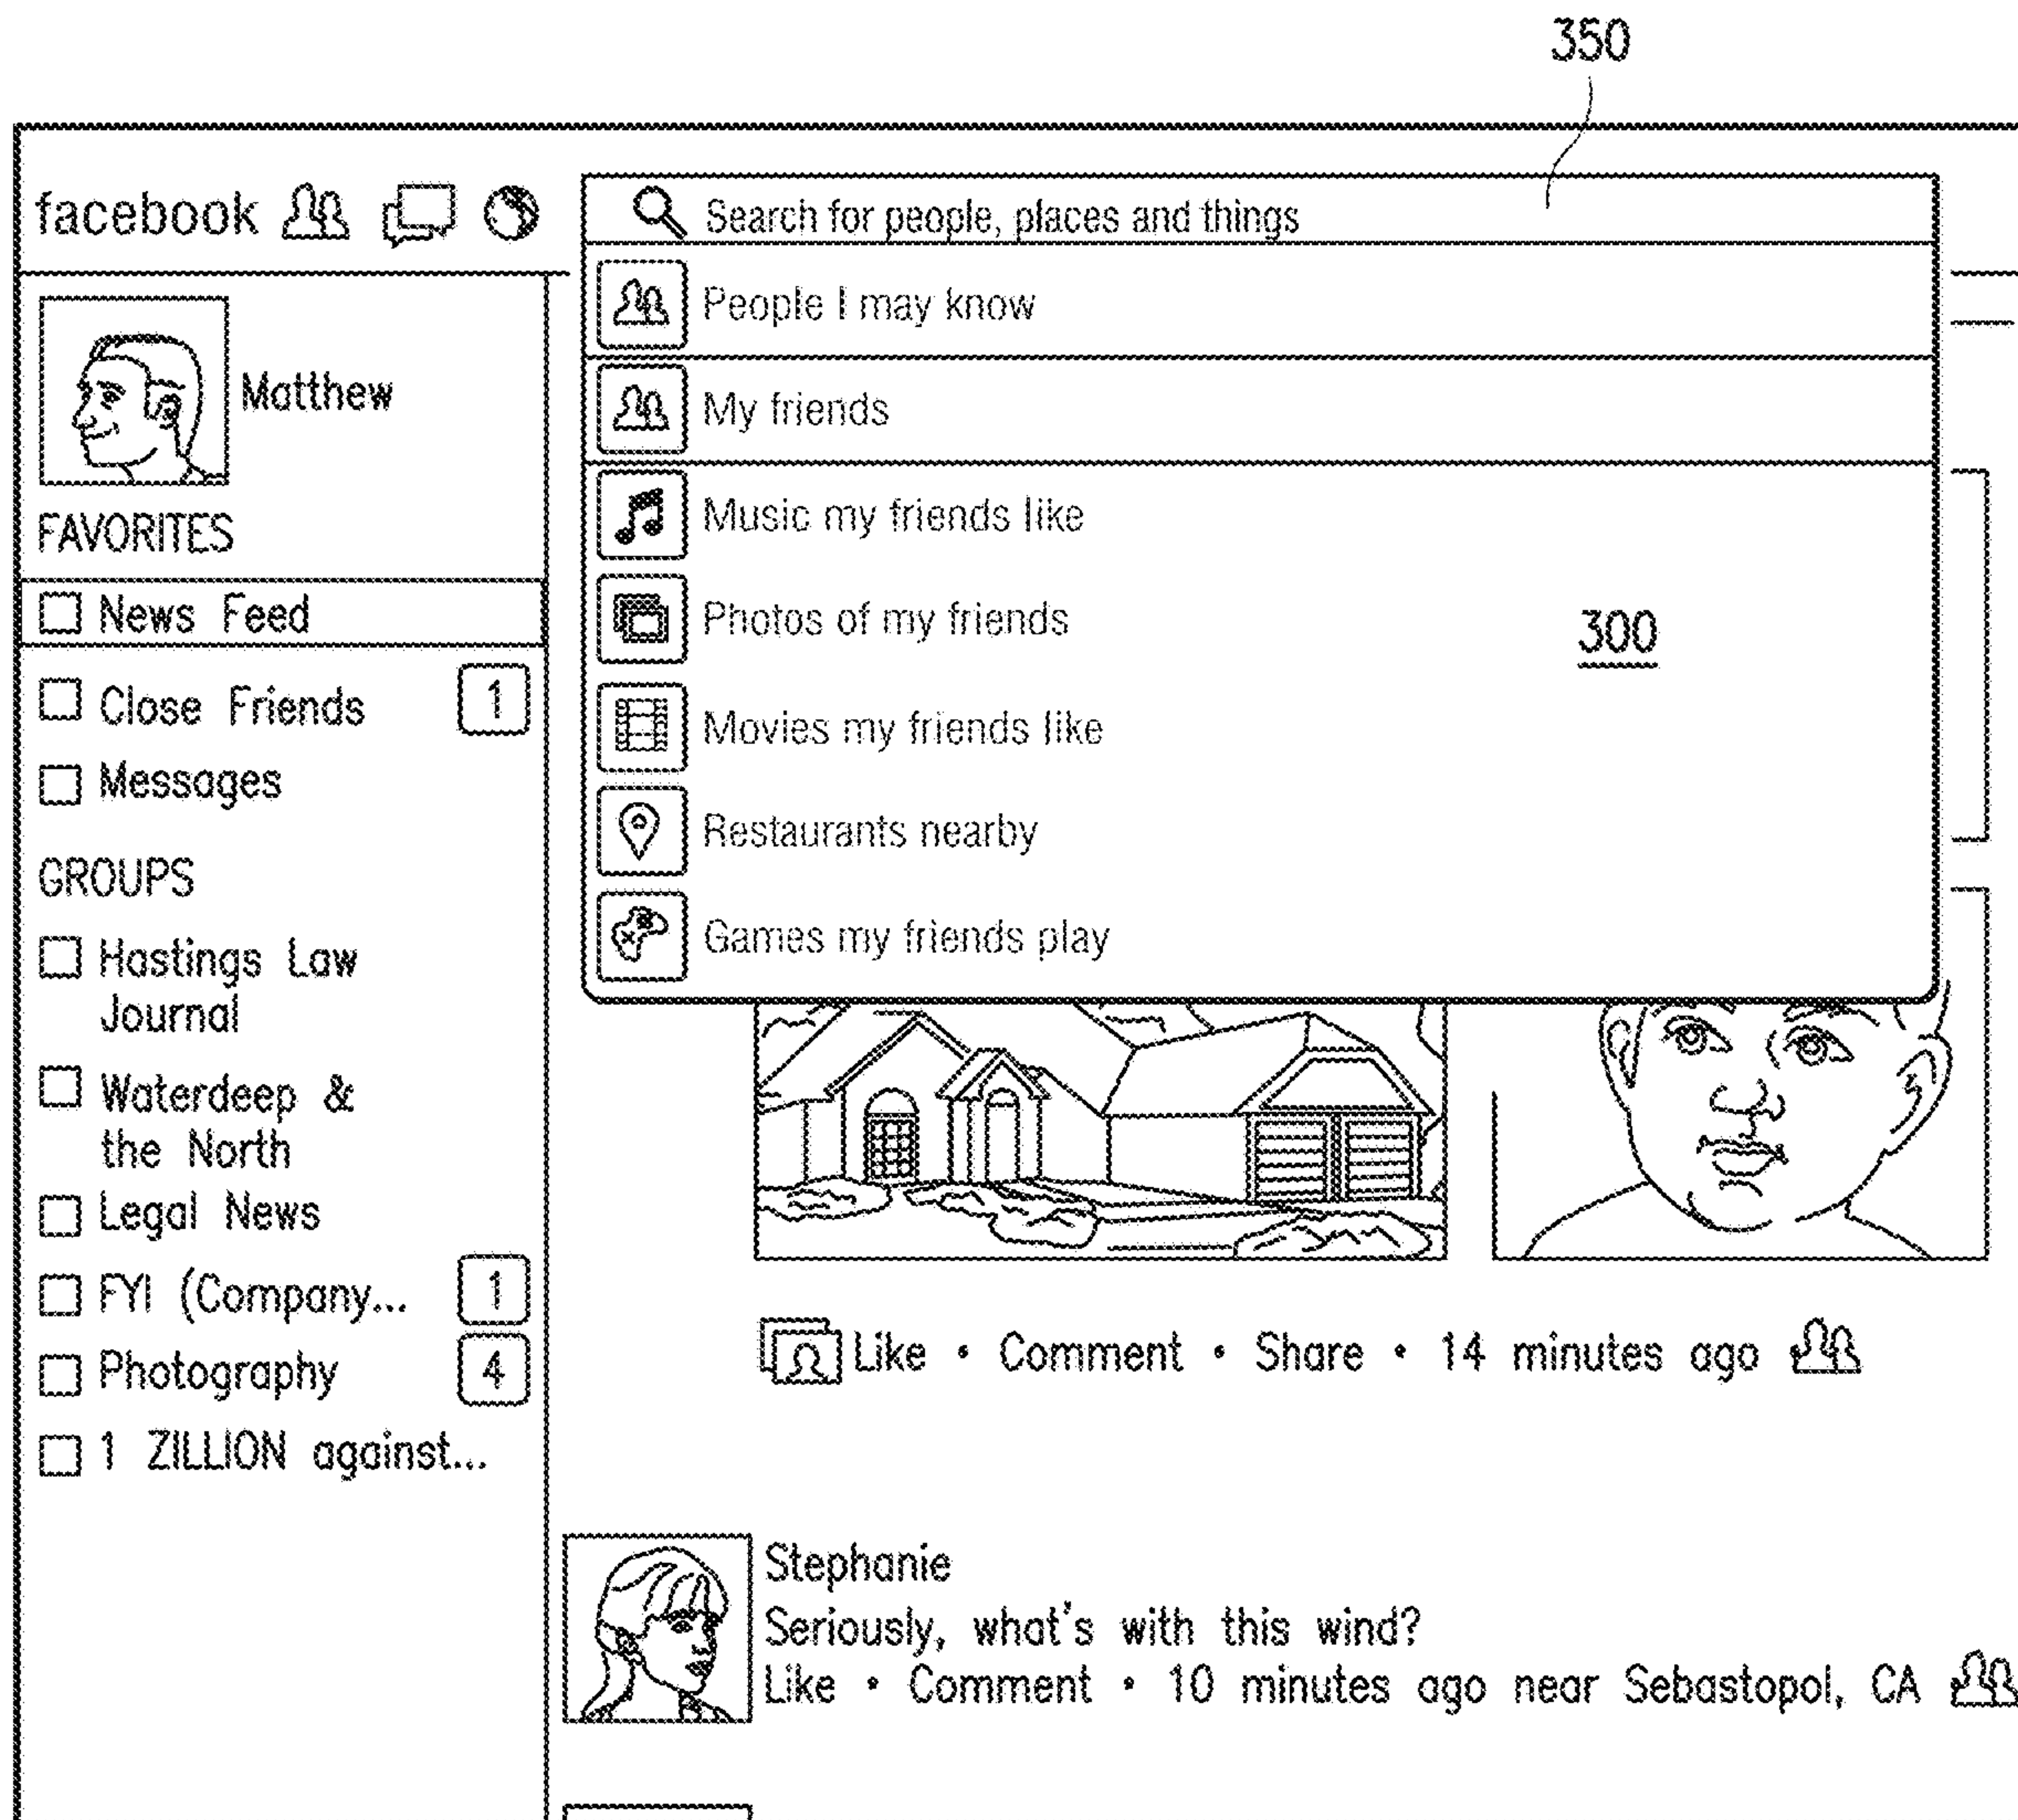 350
facebook
Search for people, places and things
People I may know
My friends
Music my friends like
Photos of my friends
Movies my friends like
Restaurants nearby
Games my friends play
300
Matthew
FAVORITES
News Feed
Close Friends 1
Messages
GROUPS
Hastings Law
Journal
Waterdeep &
the North
Legal News
FYI (Company... 1
Photography 4
1 ZILLION against...
Like • Comment • Share • 14 minutes ago
Stephanie
Seriously, what's with this wind?
Like • Comment • 10 minutes ago near Sebastopol, CA